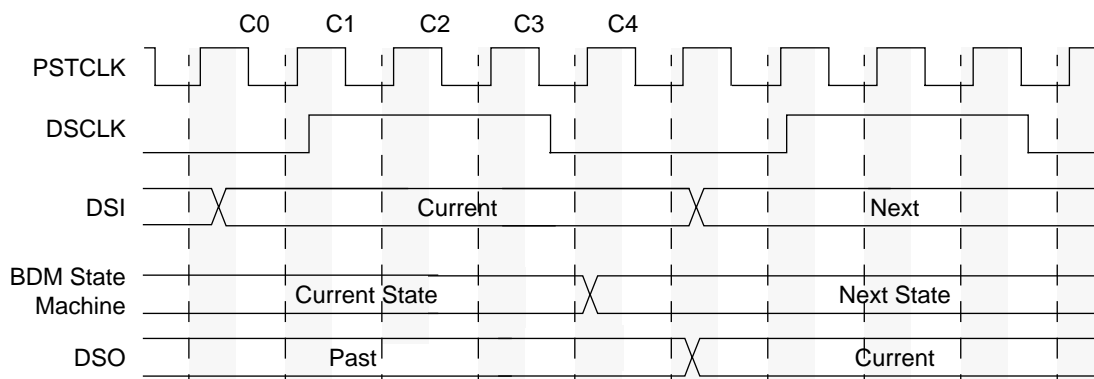 C0 C1 C2 C3 C4
PSTCLK
DSCLK
DSI Current Next
BDM State
Machine Current State Next State
DSO Past Current